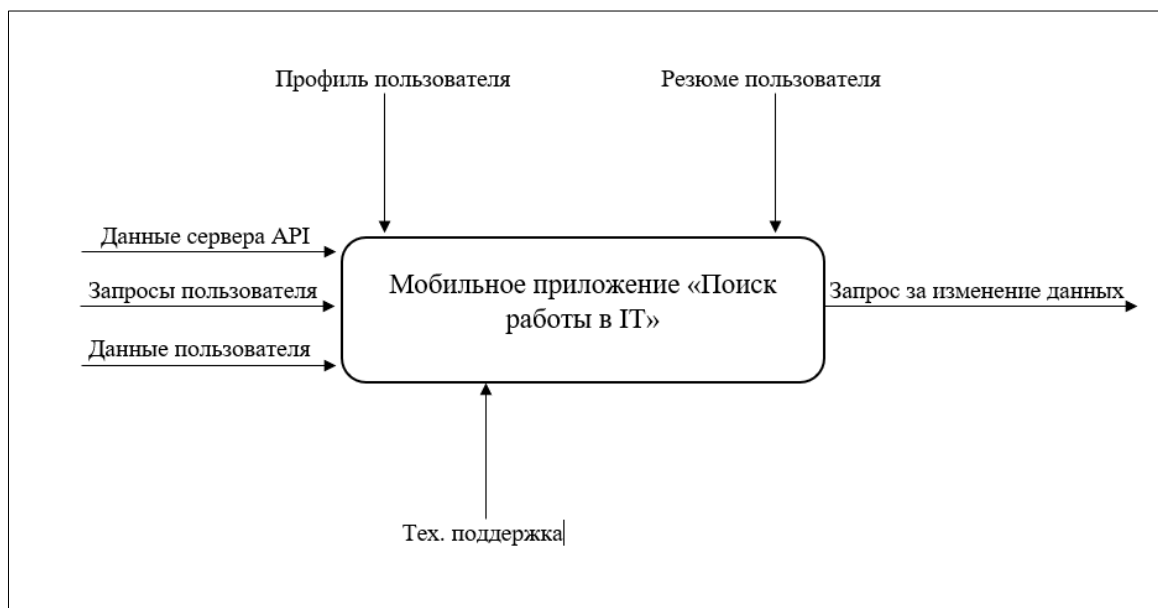 Профиль пользователя
Резюме пользователя
Данные сервера API
Запросы пользователя
Данные пользователя
Мобильное приложение «Поиск
работы в IT»
Запрос за изменение данных
Тех. поддержка